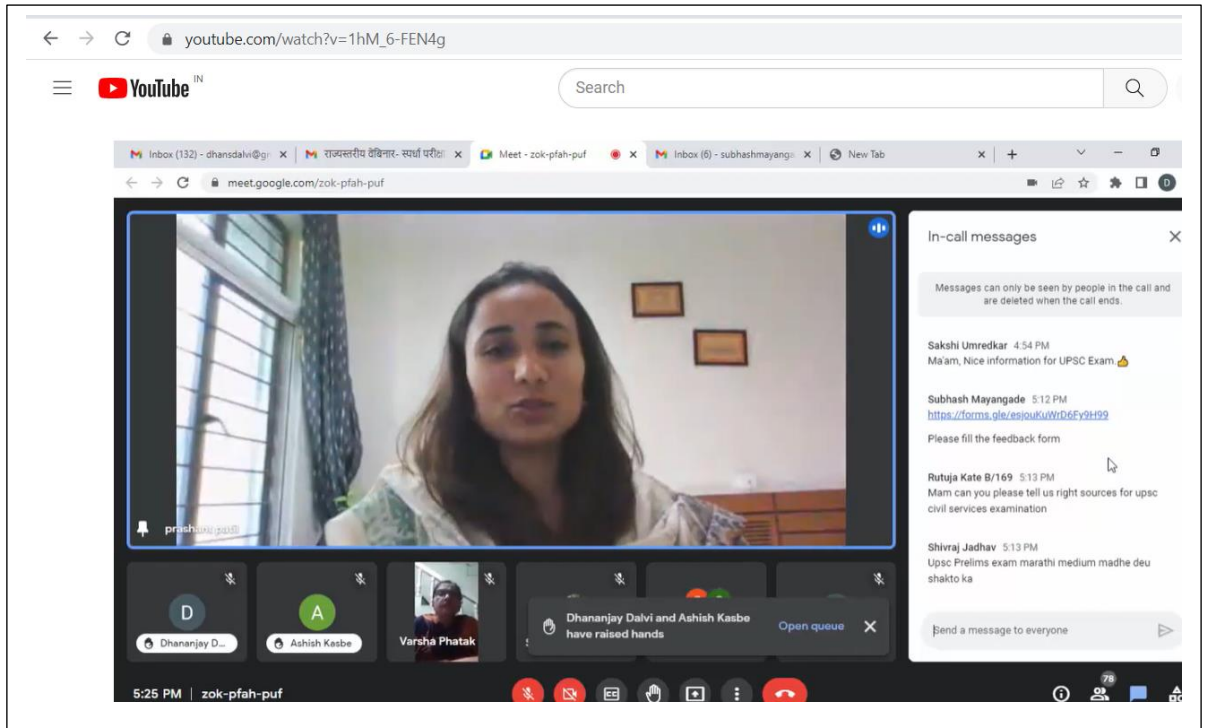 youtube.com/watch?v=1hM_6-FEN4g
YouTube IN
Search
Inbox (132) - dhansdalvi@gr
राज्यस्तरीय वेबिनार- स्पर्धा परीक्ष
Meet - zok-pfah-puf
Inbox (6) - subhashmayanga
New Tab
meet.google.com/zok-pfah-puf
D
In-call messages
Messages can only be seen by people in the call and
are deleted when the call ends.
Sakshi Umredkar 4:54 PM
Ma'am, Nice information for UPSC Exam.👍
Subhash Mayangade 5:12 PM
https://forms.gle/esjouKuWrD6Fy9H99
Please fill the feedback form
Rutuja Kate B/169 5:13 PM
Mam can you please tell us right sources for upsc
civil services examination
Shivraj Jadhav 5:13 PM
Upsc Prelims exam marathi medium madhe deu
shakto ka
Send a message to everyone
prashant patil
D
Dhananjay D...
A
Ashish Kasbe
Varsha Phatak
Dhananjay Dalvi and Ashish Kasbe
have raised hands
Open queue
5:25 PM | zok-pfah-puf
CC
78